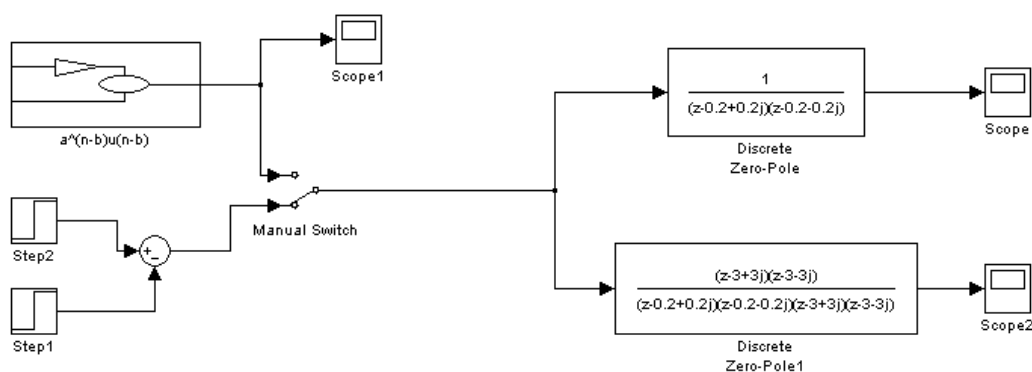 Scope1
a^(n-b)u(n-b)
Step2
Step1
+
−
Manual Switch
1
(z-0.2+0.2j)(z-0.2-0.2j)
Discrete
Zero-Pole
Scope
(z-3+3j)(z-3-3j)
(z-0.2+0.2j)(z-0.2-0.2j)(z-3+3j)(z-3-3j)
Discrete
Zero-Pole1
Scope2